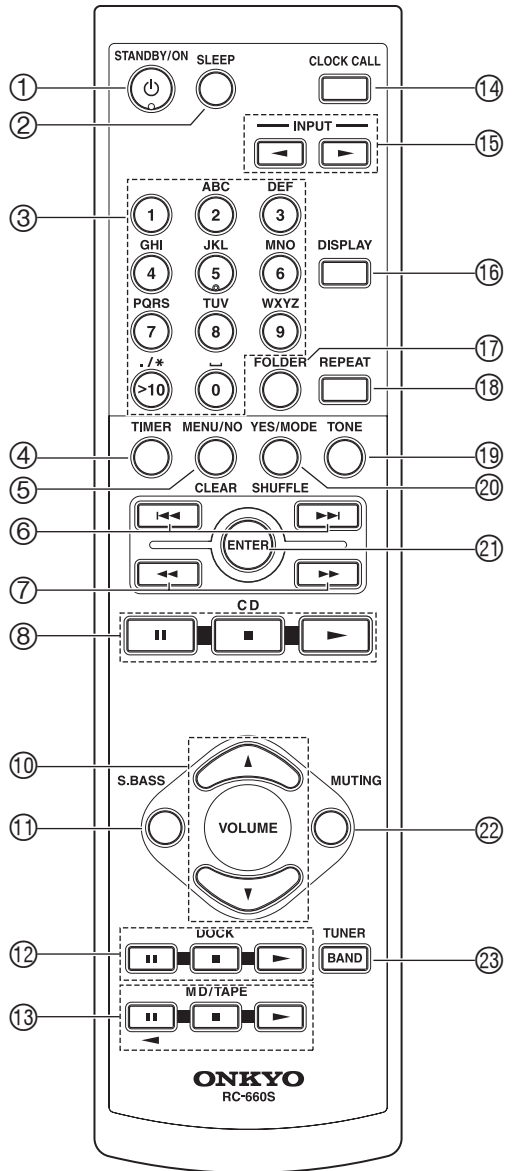 STANDBY/ON SLEEP CLOCK CALL
① ② ⑭
INPUT
⑮
ABC DEF
③ 1 2 3
GHI JKL MNO DISPLAY
4 5 6 ⑯
PQRS TUV WXYZ
7 8 9 ⑰
./* FOLDER REPEAT
>10 0 ⑱
TIMER MENU/NO YES/MODE TONE
④ ⑲
⑤ CLEAR SHUFFLE ⑳
⑥
ENTER ㉑
⑦
CD
⑧
⑩
S.BASS MUTING
⑪ VOLUME ㉒
DOCK TUNER
⑫ BAND ㉓
MD/TAPE
⑬
ONKYO
RC-660S